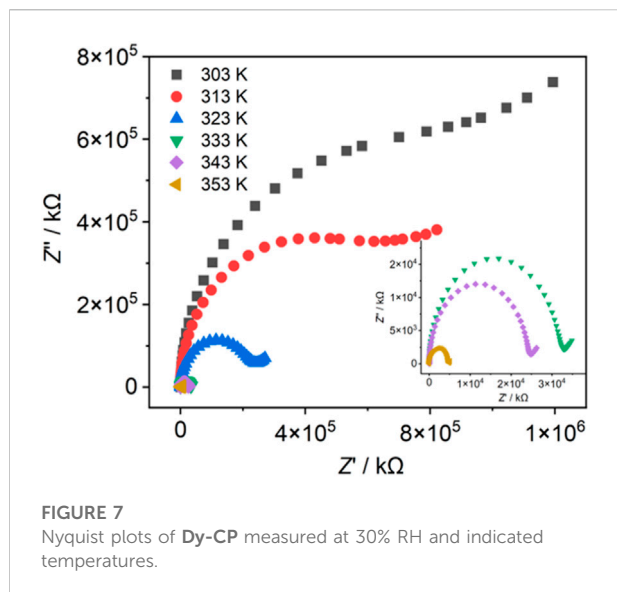 8×10⁵
6×10⁵
4×10⁵
2×10⁵
0
Z" / kΩ
303 K
313 K
323 K
333 K
343 K
353 K
2×10⁴
1×10⁴
5×10³
0
Z" / kΩ
0 1×10⁴ 2×10⁴ 3×10⁴
Z' / kΩ
0 4×10⁵ 8×10⁵ 1×10⁶
Z' / kΩ
FIGURE 7
Nyquist plots of Dy-CP measured at 30% RH and indicated
temperatures.